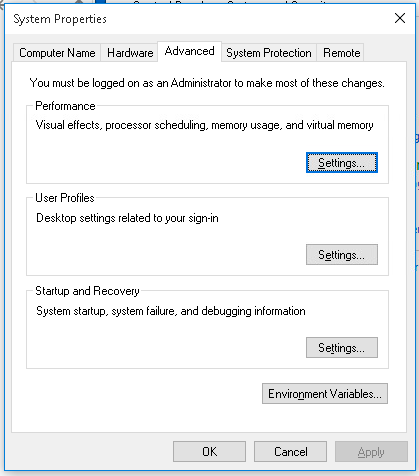 System Properties
Computer Name
Hardware
Advanced
System Protection
Remote
You must be logged on as an Administrator to make most of these changes.
Performance
Visual effects, processor scheduling, memory usage, and virtual memory
Settings...
User Profiles
Desktop settings related to your sign-in
Settings...
Startup and Recovery
System startup, system failure, and debugging information
Settings...
Environment Variables...
OK
Cancel
Apply